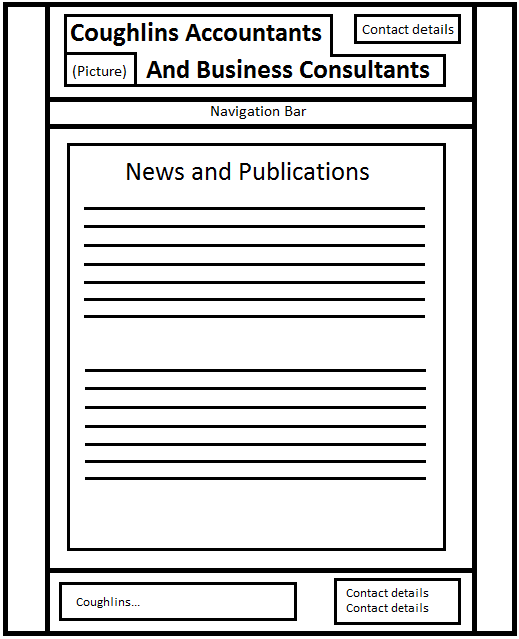 Coughlins Accountants
Contact details
(Picture)
And Business Consultants
Navigation Bar
News and Publications
Coughlins...
Contact details
Contact details